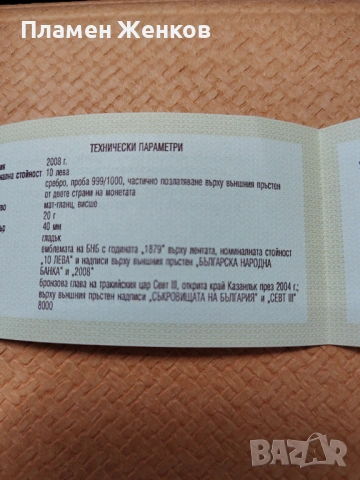 Пламен Женков
ТЕХНИЧЕСКИ ПАРАМЕТРИ
2008 г.
стойност 10 лева
сребро, проба 999/1000, частично позлатяване върху външния пръстен
от двете страни на монетата
мат-гланц, висше
20 г
40 мм
гладък
емблемата на БНБ с годината „1879" върху лентата, номиналната стойност
„10 ЛЕВА" и надписи върху външния пръстен „БЪЛГАРСКА НАРОДНА
БАНКА" и „2008"
бронзова глава на тракийския цар Севт III, открита край Казанлък през 2004 г.;
върху външния пръстен надписи „СЪКРОВИЩАТА НА БЪЛГАРИЯ" и „СЕВТ III"
8000
BAZAR